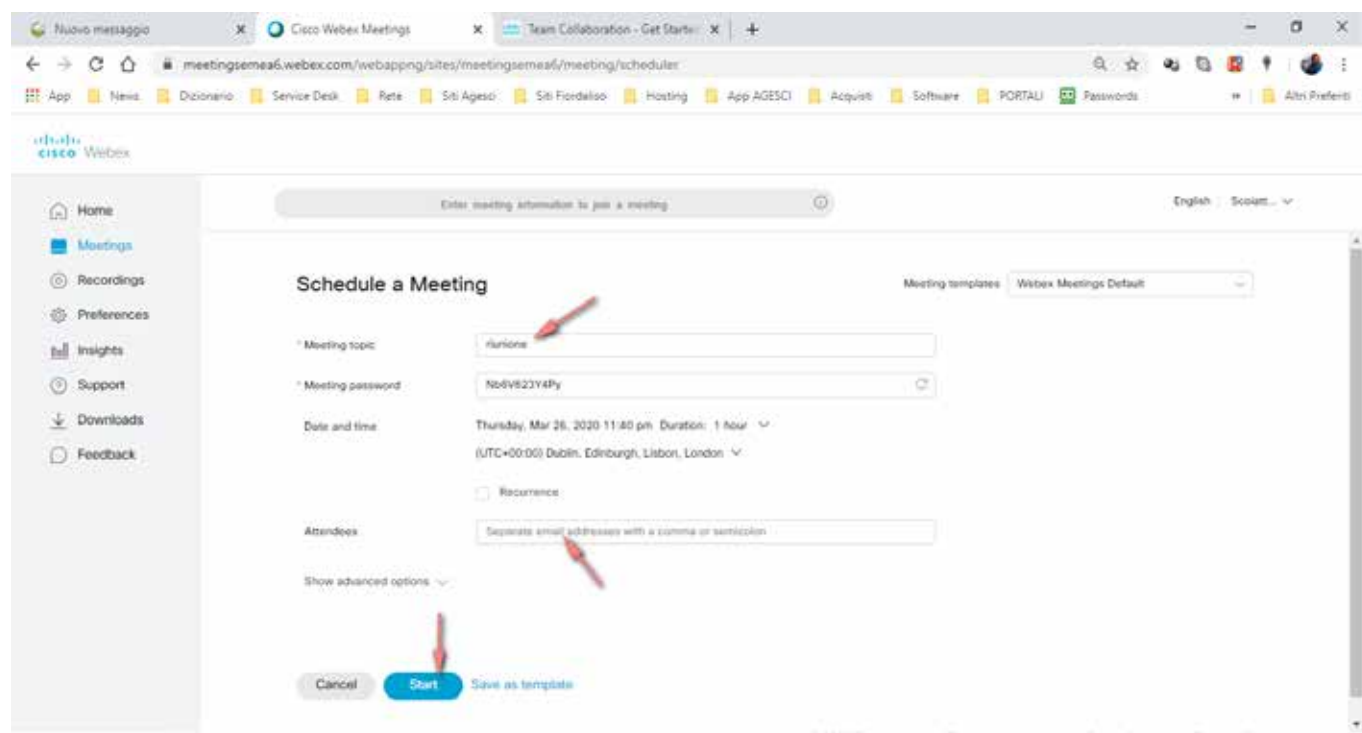 Nuovo messaggio
Cisco Webex Meetings
Team Collaboration - Get Starte
meetingsemea6.webex.com/webappng/sites/meetingsemea6/meeting/scheduler
App News Dizionario Service Desk Rete Siti Agesci Siti Fiordaliso Hosting App AGESCI Acquisti Software PORTALI Passwords » Altri Preferiti
cisco Webex
Enter meeting information to join a meeting
English Scolatt... 
Home
Meetings
Recordings
Preferences
Insights
Support
Downloads
Feedback
Schedule a Meeting
Meeting templates Webex Meetings Default
* Meeting topic riunione
* Meeting password
Date and time Thursday, Mar 26, 2020 11:40 pm Duration: 1 hour
(UTC+00:00) Dublin, Edinburgh, Lisbon, London
Recurrence
Attendees Separate email addresses with a comma or semicolon
Show advanced options
Cancel Start Save as template